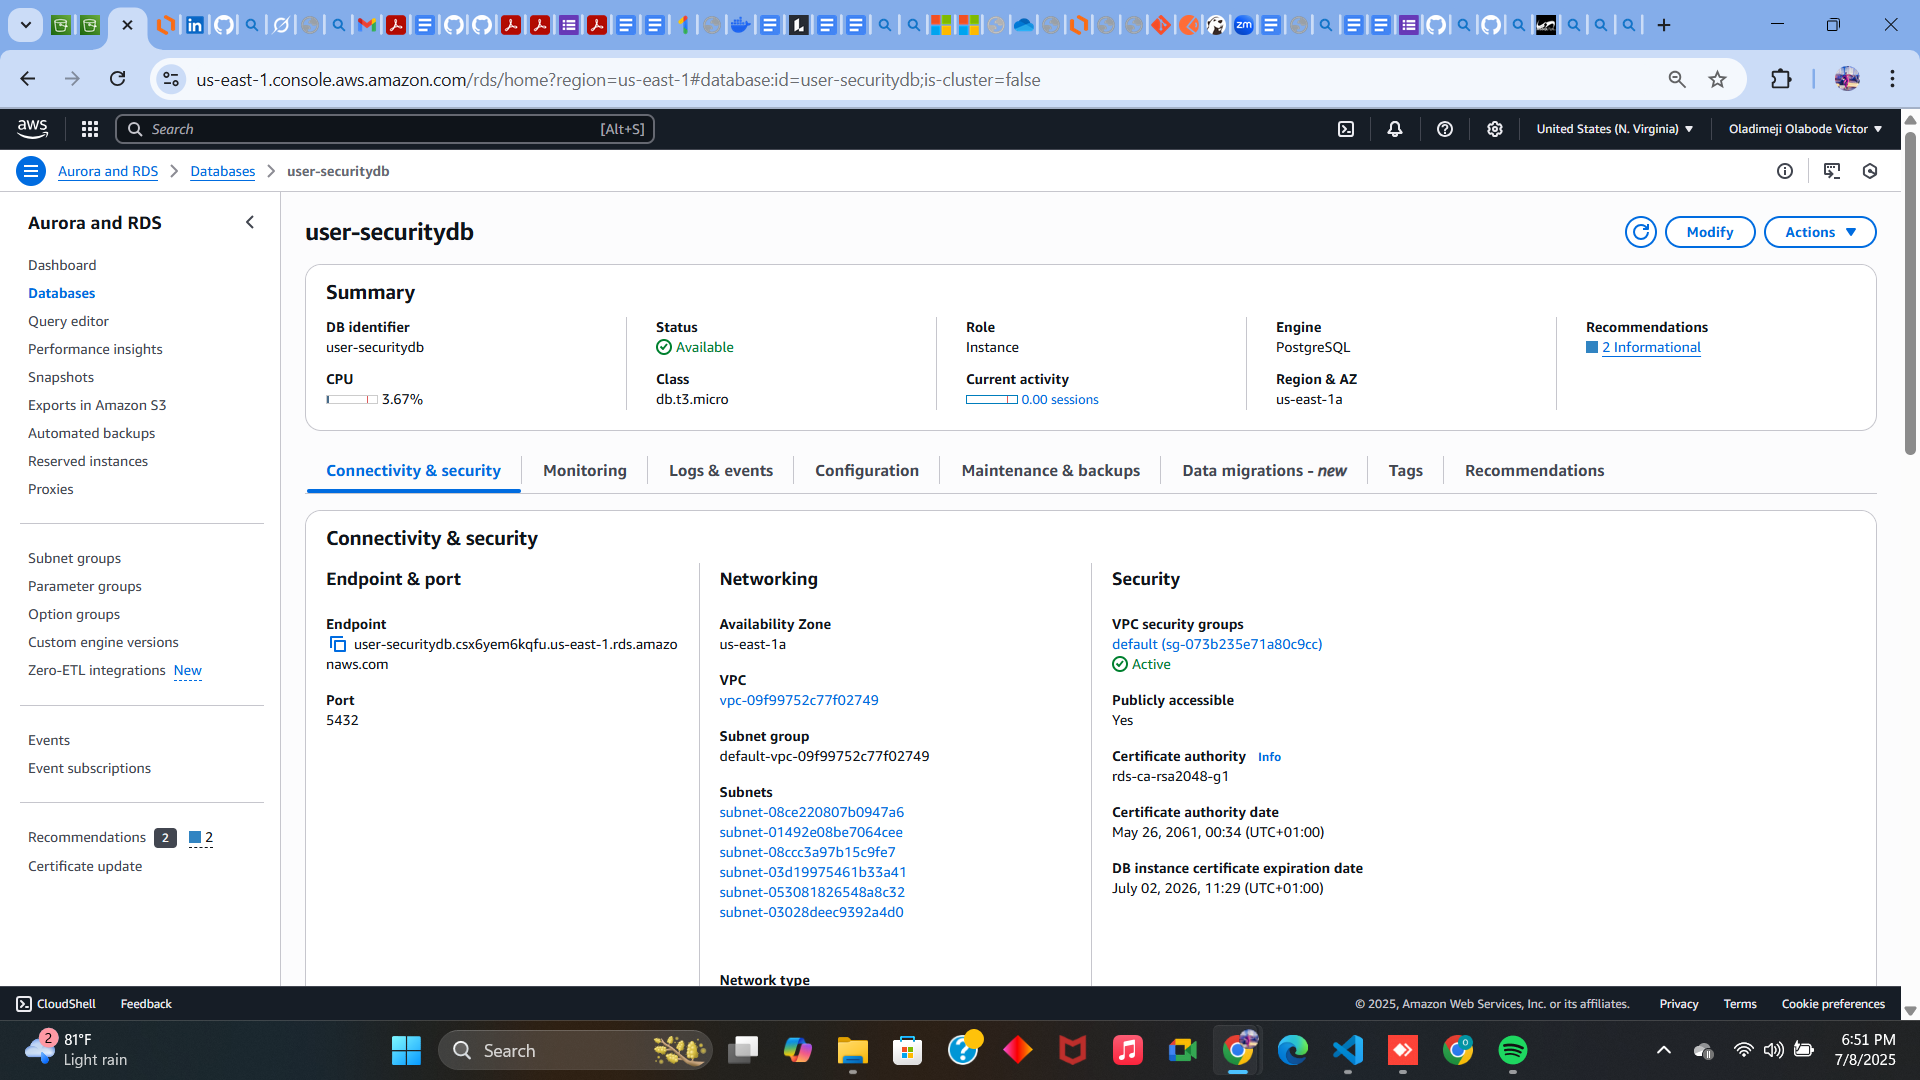 us-east-1.console.aws.amazon.com/rds/home?region=us-east-1#database:id=user-securitydb;is-cluster=false
aws
Search
[Alt+S]
United States (N. Virginia)
Oladimeji Olabode Victor
Aurora and RDS
Databases
user-securitydb
Aurora and RDS
Dashboard
Databases
Query editor
Performance insights
Snapshots
Exports in Amazon S3
Automated backups
Reserved instances
Proxies
Subnet groups
Parameter groups
Option groups
Custom engine versions
Zero-ETL integrations New
Events
Event subscriptions
Recommendations 2 2
Certificate update
user-securitydb
Modify
Actions
Summary
DB identifier
user-securitydb
CPU
3.67%
Status
Available
Class
db.t3.micro
Role
Instance
Current activity
0.00 sessions
Engine
PostgreSQL
Region & AZ
us-east-1a
Recommendations
2 Informational
Connectivity & security
Monitoring
Logs & events
Configuration
Maintenance & backups
Data migrations - new
Tags
Recommendations
Connectivity & security
Endpoint & port
Endpoint
user-securitydb.csx6yem6kqfu.us-east-1.rds.amazo
naws.com
Port
5432
Networking
Availability Zone
us-east-1a
VPC
vpc-09f99752c77f02749
Subnet group
default-vpc-09f99752c77f02749
Subnets
subnet-08ce220807b0947a6
subnet-01492e08be7064cee
subnet-08ccc3a97b15c9fe7
subnet-03d19975461b33a41
subnet-053081826548a8c32
subnet-03028deec9392a4d0
Network type
Security
VPC security groups
default (sg-073b235e71a80c9cc)
Active
Publicly accessible
Yes
Certificate authority Info
rds-ca-rsa2048-g1
Certificate authority date
May 26, 2061, 00:34 (UTC+01:00)
DB instance certificate expiration date
July 02, 2026, 11:29 (UTC+01:00)
CloudShell
Feedback
© 2025, Amazon Web Services, Inc. or its affiliates.
Privacy
Terms
Cookie preferences
2
81°F
Light rain
Search
6:51 PM
7/8/2025